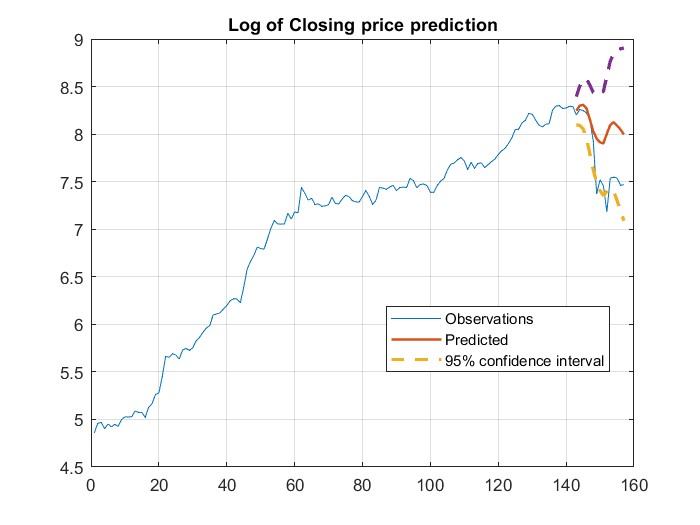 Log of Closing price prediction
9
8.5
8
7.5
7
6.5
6
5.5
5
4.5
Observations
Predicted
95% confidence interval
0 20 40 60 80 100 120 140 160